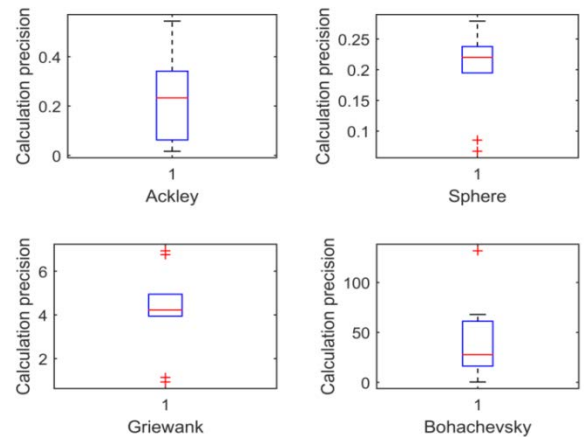 Calculation precision
0.4
0.2
0
1
Ackley
Calculation precision
0.25
0.2
0.15
0.1
1
Sphere
Calculation precision
6
4
2
1
Griewank
Calculation precision
100
50
0
1
Bohachevsky